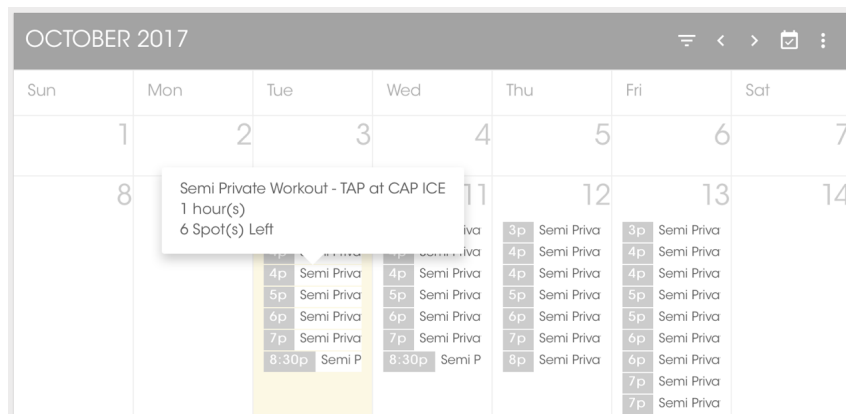 OCTOBER 2017
Sun Mon Tue Wed Thu Fri Sat
1 2 3 4 5 6 7
8 11 12 13 14
Semi Private Workout - TAP at CAP ICE
1 hour(s)
6 Spot(s) Left
iva 3p Semi Priva 3p Semi Priva
4p Semi Priva 4p Semi Priva
4p Semi Priva 4p Semi Priva 4p Semi Priva 4p Semi Priva
5p Semi Priva 5p Semi Priva 5p Semi Priva 5p Semi Priva
6p Semi Priva 6p Semi Priva 6p Semi Priva 5p Semi Priva
7p Semi Priva 7p Semi Priva 7p Semi Priva 6p Semi Priva
8:30p Semi P 8:30p Semi P 8p Semi Priva 6p Semi Priva
7p Semi Priva
7p Semi Priva